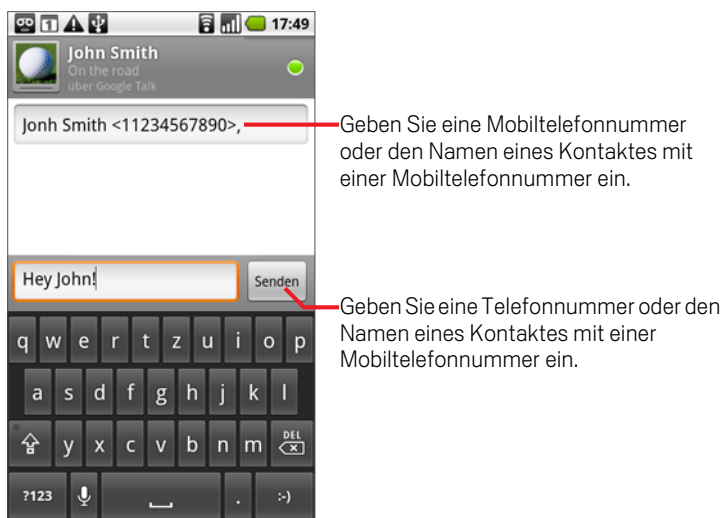 1 17:49
John Smith
On the road
über Google Talk
Jonh Smith <11234567890>,
Geben Sie eine Mobiltelefonnummer
oder den Namen eines Kontaktes mit
einer Mobiltelefonnummer ein.
Hey John!
Senden
Geben Sie eine Telefonnummer oder den
Namen eines Kontaktes mit einer
Mobiltelefonnummer ein.
q w e r t z u i o p
a s d f g h j k l
y x c v b n m DEL
?123 . :-)